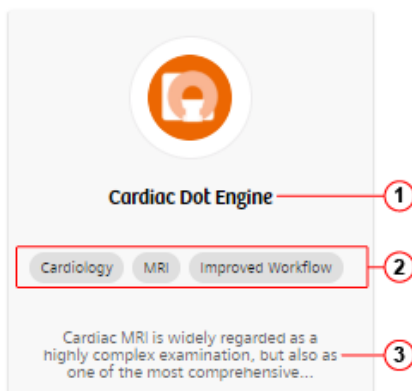 Cardiac Dot Engine
1
Cardiology MRI Improved Workflow
2
Cardiac MRI is widely regarded as a
highly complex examination, but also as
3
one of the most comprehensive...